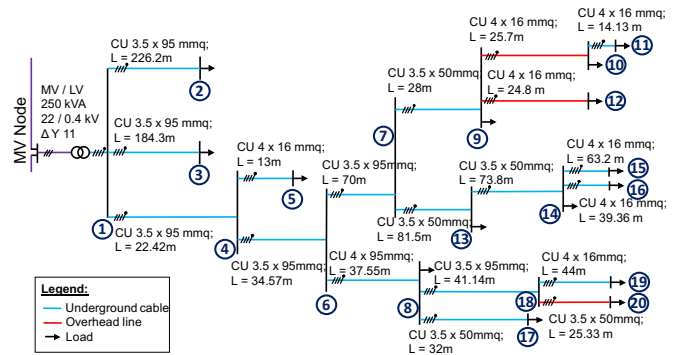 CU 3.5 x 95 mmq;
L = 226.2m
2
MV Node
MV / LV
250 kVA
22 / 0.4 kV
Δ Y 11
CU 3.5 x 95 mmq;
L = 184.3m
3
1
CU 3.5 x 95 mmq;
L = 22.42m
CU 4 x 16 mmq;
L = 13m
5
4
CU 3.5 x 95mmq;
L = 34.57m
CU 3.5 x 95mmq;
L = 70m
6
CU 3.5 x 50mmq;
L = 28m
7
CU 4 x 16 mmq;
L = 25.7m
CU 4 x 16 mmq;
L = 14.13m
11
10
CU 4 x 16 mmq;
L = 24.8 m
12
9
CU 3.5 x 50mmq;
L = 81.5m
CU 3.5 x 50mmq;
L = 73.8m
13
CU 4 x 16 mmq;
L = 63.2 m
15
16
14
CU 4 x 16 mmq;
L = 39.36 m
CU 4 x 95mmq;
L = 37.55m
8
CU 3.5 x 95mmq;
L = 41.14m
CU 4 x 16mmq;
L = 44m
19
18
20
CU 3.5 x 50mmq;
L = 32m
17
CU 3.5 x 50mmq;
L = 25.33 m
Legend:
Underground cable
Overhead line
Load